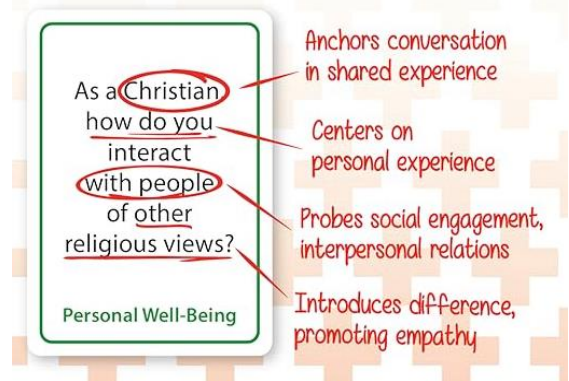 As a Christian
how do you
interact
with people
of other
religious views?
Personal Well-Being
Anchors conversation
in shared experience
Centers on
personal experience
Probes social engagement,
interpersonal relations
Introduces difference,
promoting empathy